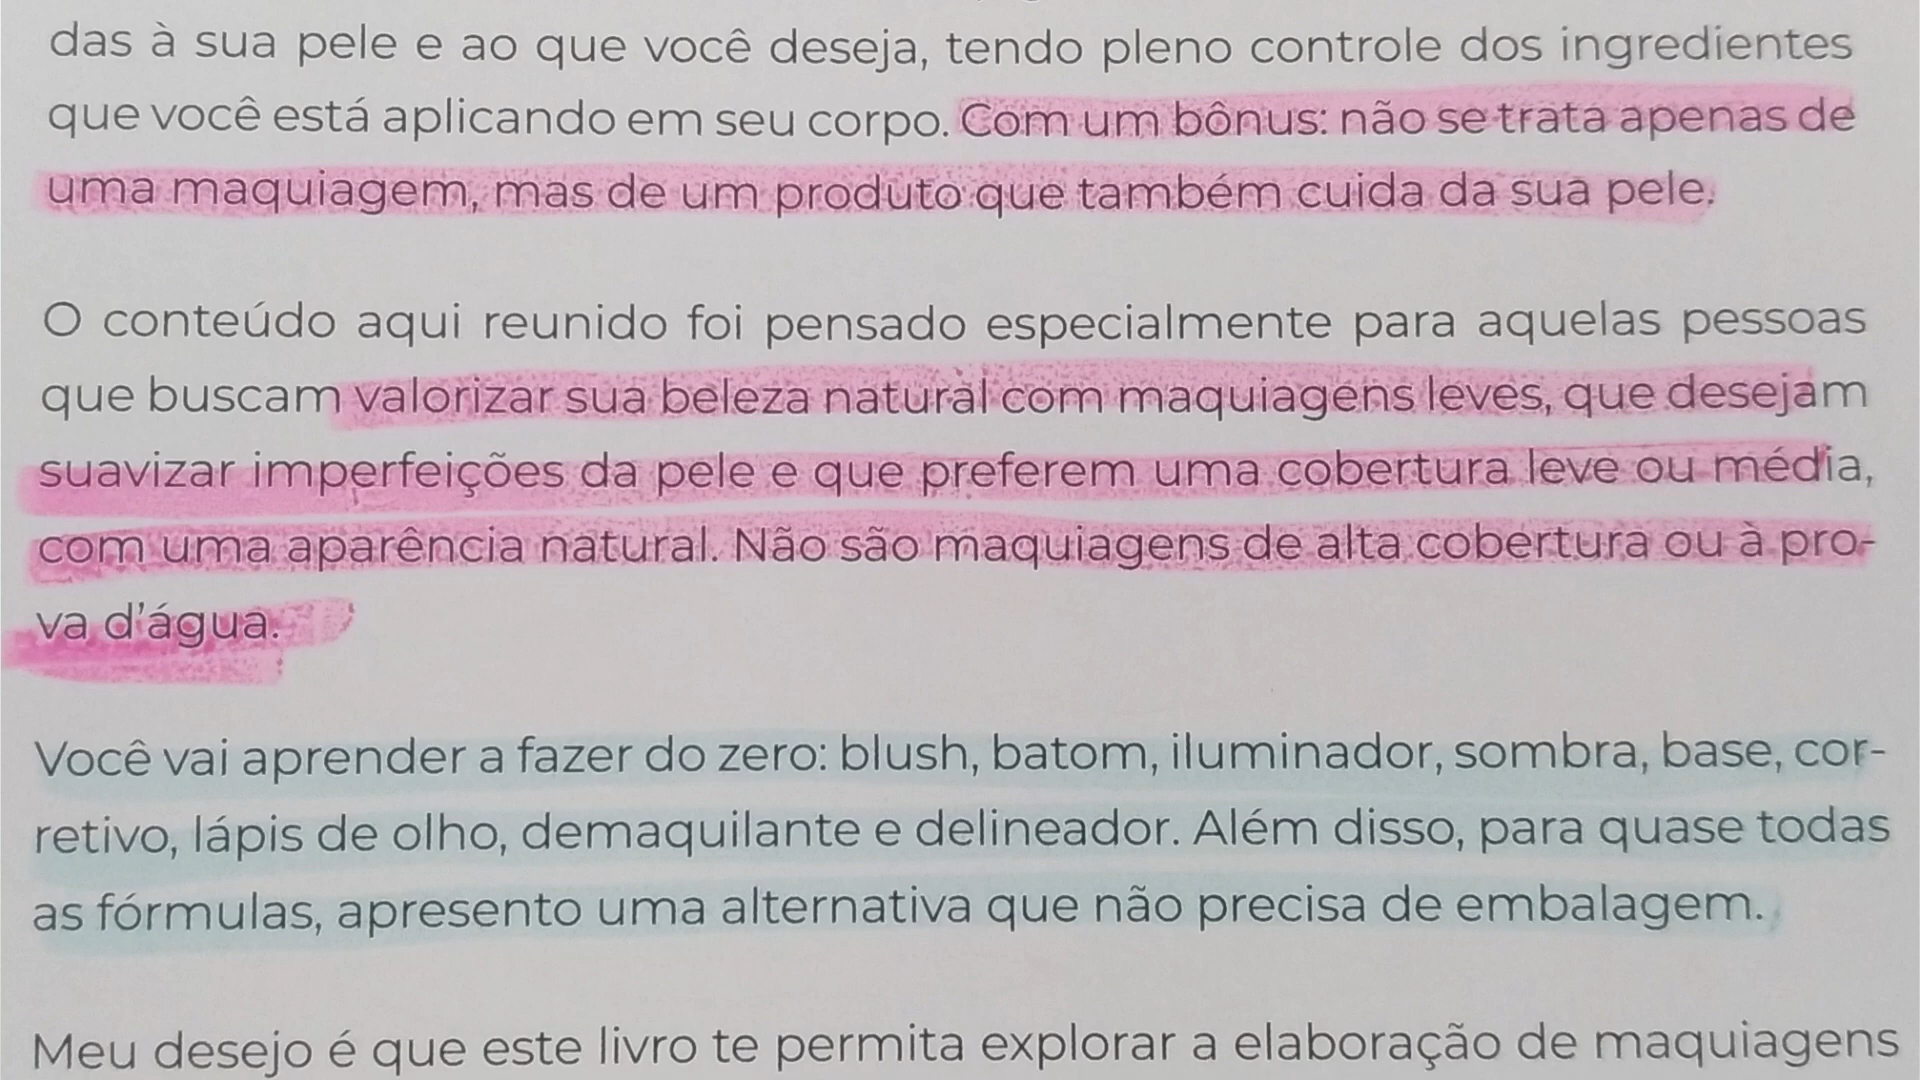 das à sua pele e ao que você deseja, tendo pleno controle dos ingredientes
que você está aplicando em seu corpo. Com um bônus: não se trata apenas de
uma maquiagem, mas de um produto que também cuida da sua pele.
O conteúdo aqui reunido foi pensado especialmente para aquelas pessoas
que buscam valorizar sua beleza natural com maquiagens leves, que desejam
suavizar imperfeições da pele e que preferem uma cobertura leve ou média,
com uma aparência natural. Não são maquiagens de alta cobertura ou à pro-
va d'água.
Você vai aprender a fazer do zero: blush, batom, iluminador, sombra, base, cor-
retivo, lápis de olho, demaquilante e delineador. Além disso, para quase todas
as fórmulas, apresento uma alternativa que não precisa de embalagem.
Meu desejo é que este livro te permita explorar a elaboração de maquiagens